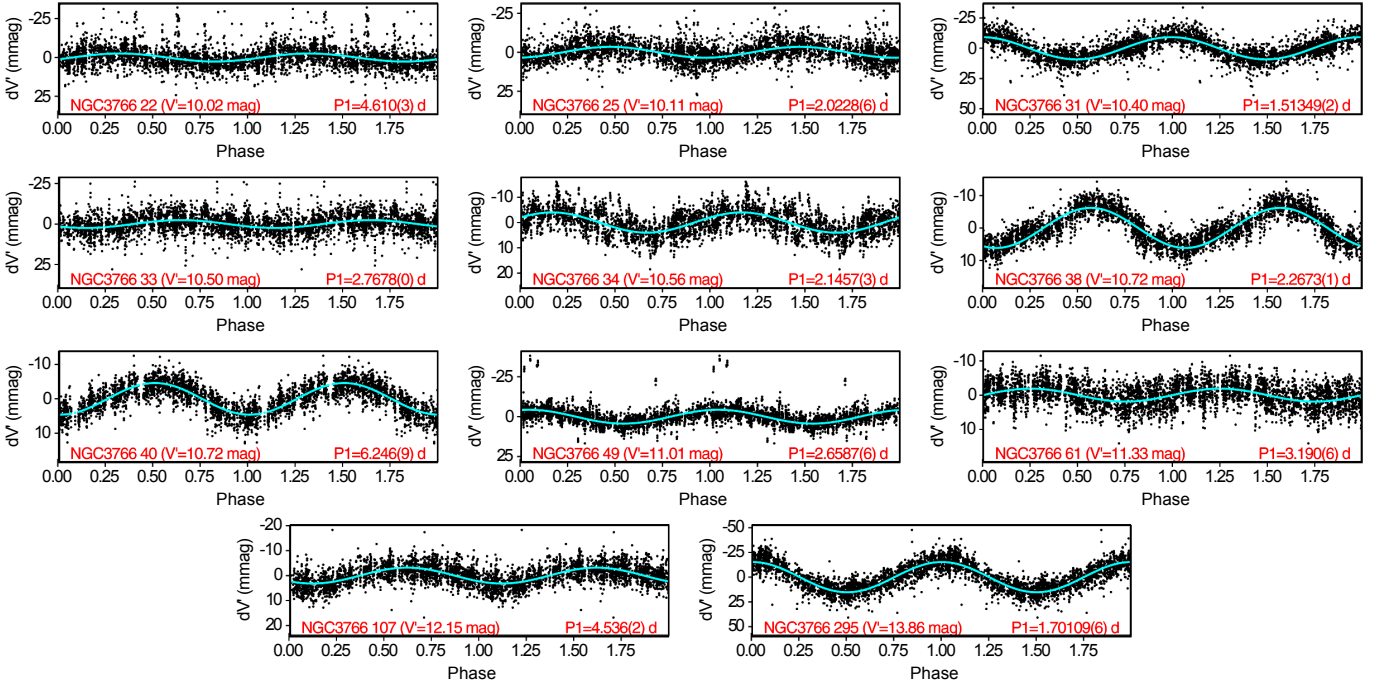 -25
0
25
dV' (mmag)
NGC3766 22 (V'=10.02 mag) P1=4.610(3) d
0.00 0.25 0.50 0.75 1.00 1.25 1.50 1.75
Phase
-25
0
25
dV' (mmag)
NGC3766 25 (V'=10.11 mag) P1=2.0228(6) d
0.00 0.25 0.50 0.75 1.00 1.25 1.50 1.75
Phase
-25
0
25
50
dV' (mmag)
NGC3766 31 (V'=10.40 mag) P1=1.51349(2) d
0.00 0.25 0.50 0.75 1.00 1.25 1.50 1.75
Phase
-25
0
25
dV' (mmag)
NGC3766 33 (V'=10.50 mag) P1=2.7678(0) d
0.00 0.25 0.50 0.75 1.00 1.25 1.50 1.75
Phase
-10
0
10
20
dV' (mmag)
NGC3766 34 (V'=10.56 mag) P1=2.1457(3) d
0.00 0.25 0.50 0.75 1.00 1.25 1.50 1.75
Phase
-10
0
10
dV' (mmag)
NGC3766 38 (V'=10.72 mag) P1=2.2673(1) d
0.00 0.25 0.50 0.75 1.00 1.25 1.50 1.75
Phase
-10
0
10
dV' (mmag)
NGC3766 40 (V'=10.72 mag) P1=6.246(9) d
0.00 0.25 0.50 0.75 1.00 1.25 1.50 1.75
Phase
-25
0
25
dV' (mmag)
NGC3766 49 (V'=11.01 mag) P1=2.6587(6) d
0.00 0.25 0.50 0.75 1.00 1.25 1.50 1.75
Phase
-10
0
10
dV' (mmag)
NGC3766 61 (V'=11.33 mag) P1=3.190(6) d
0.00 0.25 0.50 0.75 1.00 1.25 1.50 1.75
Phase
-20
-10
0
10
20
dV' (mmag)
NGC3766 107 (V'=12.15 mag) P1=4.536(2) d
0.00 0.25 0.50 0.75 1.00 1.25 1.50 1.75
Phase
-50
-25
0
25
50
dV' (mmag)
NGC3766 295 (V'=13.86 mag) P1=1.70109(6) d
0.00 0.25 0.50 0.75 1.00 1.25 1.50 1.75
Phase